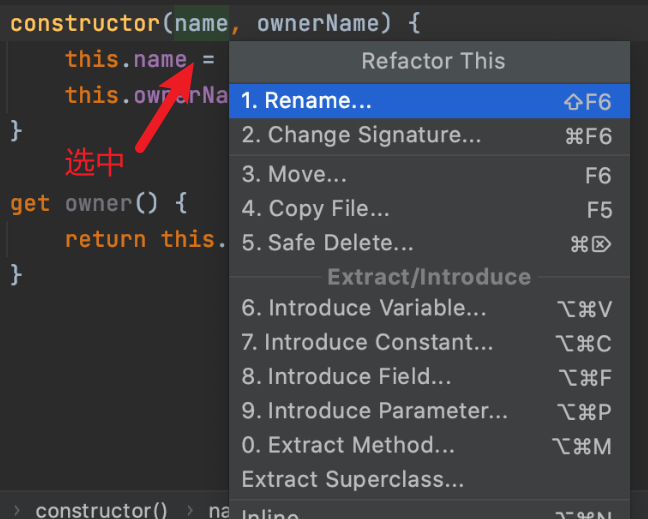 constructor(name, ownerName) {
this.name =
this.ownerNa
}
选中
get owner() {
return this.
}
Refactor This
1. Rename... ⇧F6
2. Change Signature... ⌘F6
3. Move... F6
4. Copy File... F5
5. Safe Delete... ⌘⌦
Extract/Introduce
6. Introduce Variable... ⌥⌘V
7. Introduce Constant... ⌥⌘C
8. Introduce Field... ⌥⌘F
9. Introduce Parameter... ⌥⌘P
0. Extract Method... ⌥⌘M
Extract Superclass...
Inline... ⌥⌘N
› constructor() › na